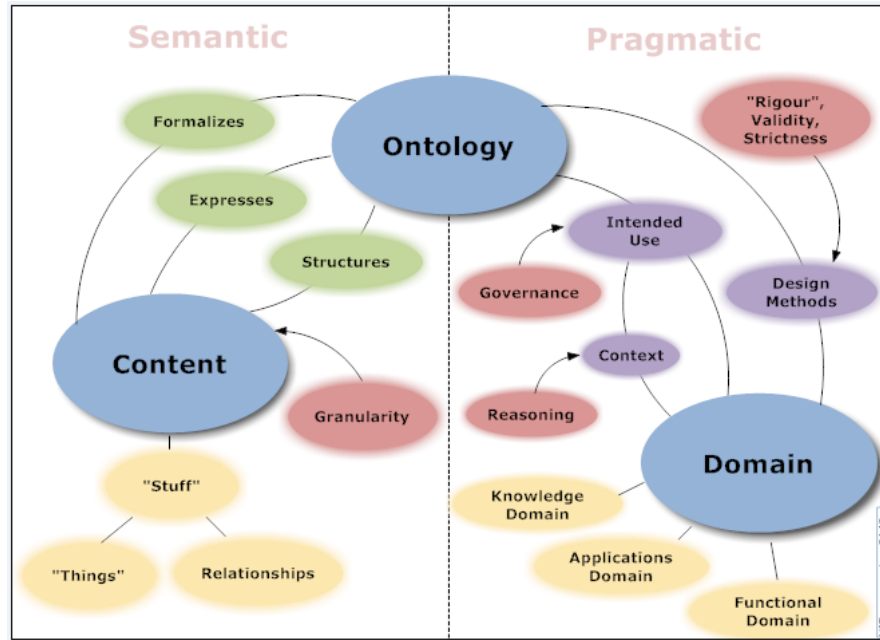 Semantic
Pragmatic
Formalizes
"Rigour",
Validity,
Strictness
Ontology
Expresses
Intended
Use
Structures
Governance
Design
Methods
Content
Context
Granularity
Reasoning
Domain
"Stuff"
Knowledge
Domain
"Things"
Relationships
Applications
Domain
Functional
Domain